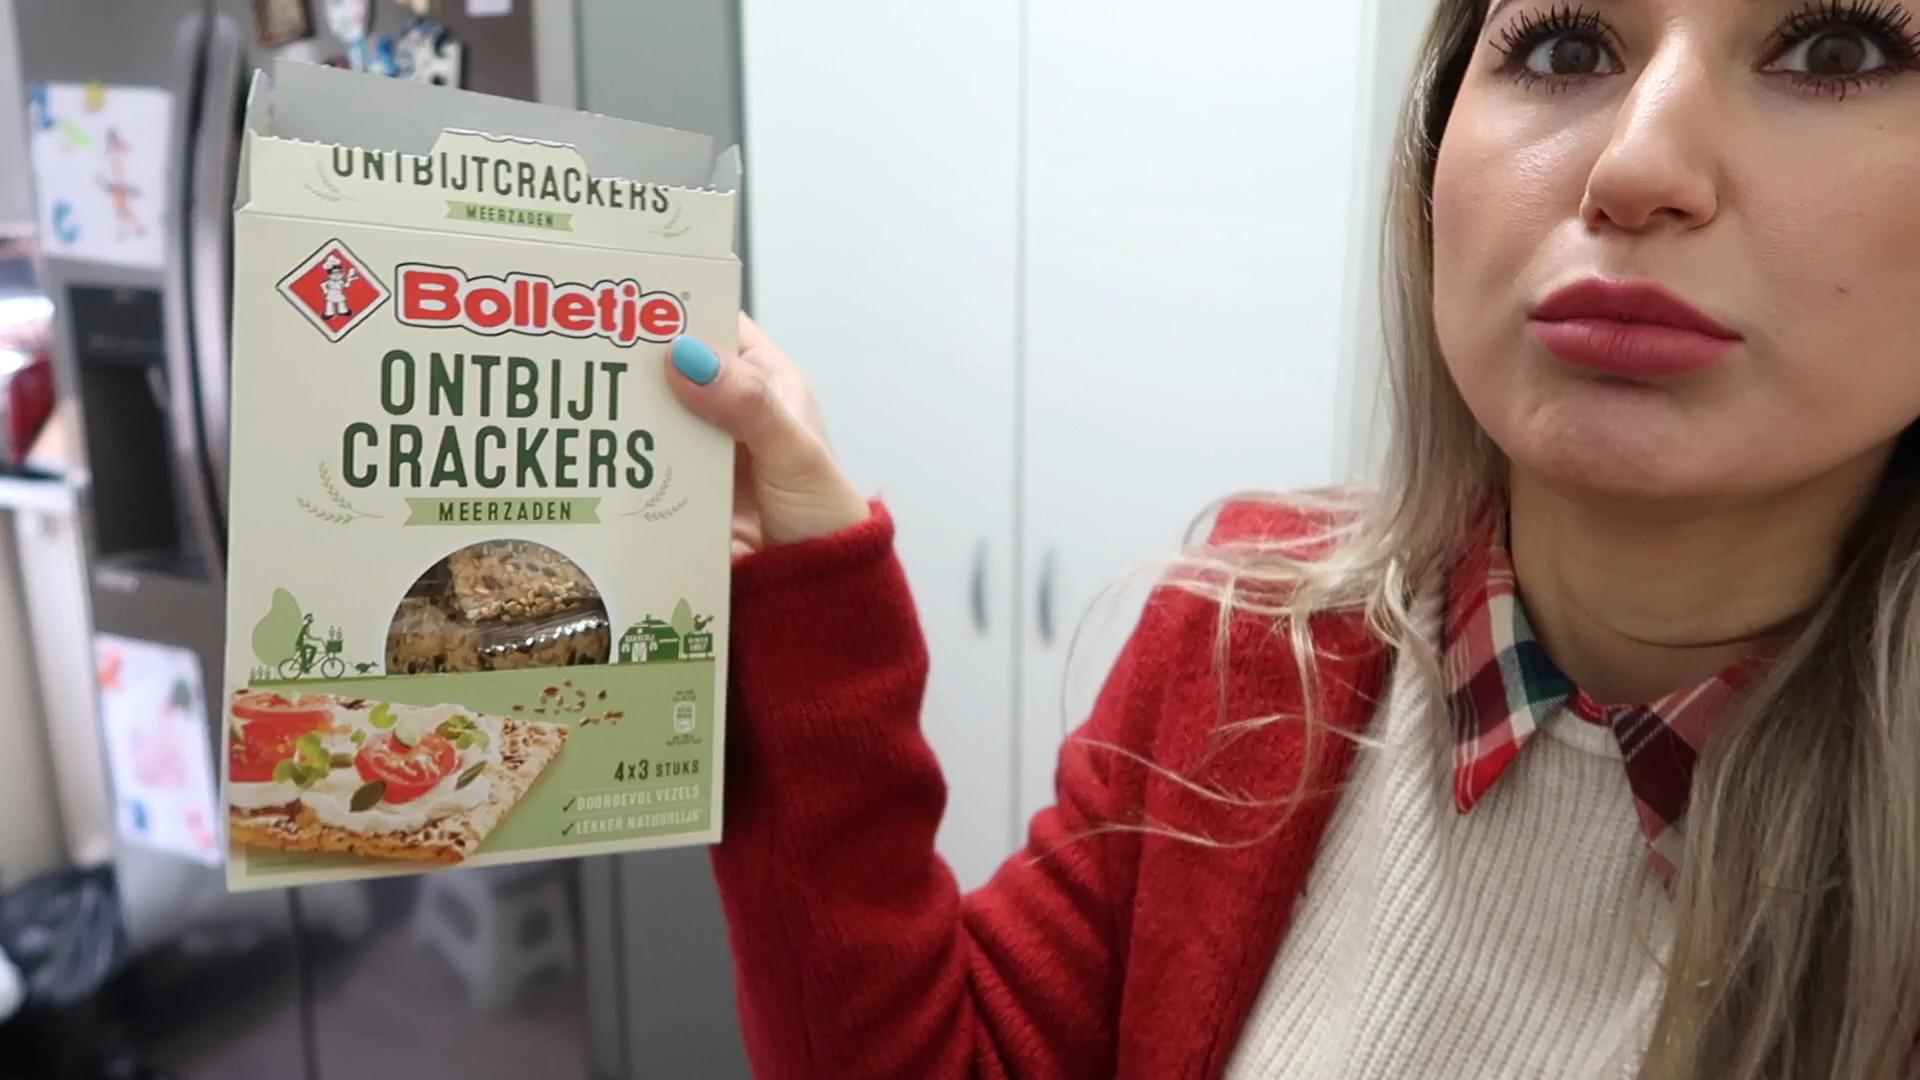 ONTBIJTCRACKERS
MEERZADEN
Bolletje
ONTBIJT
CRACKERS
MEERZADEN
4x3 STUKS
✓BOORDEVOL VEZELS
✓LEKKER NATUURLIJK